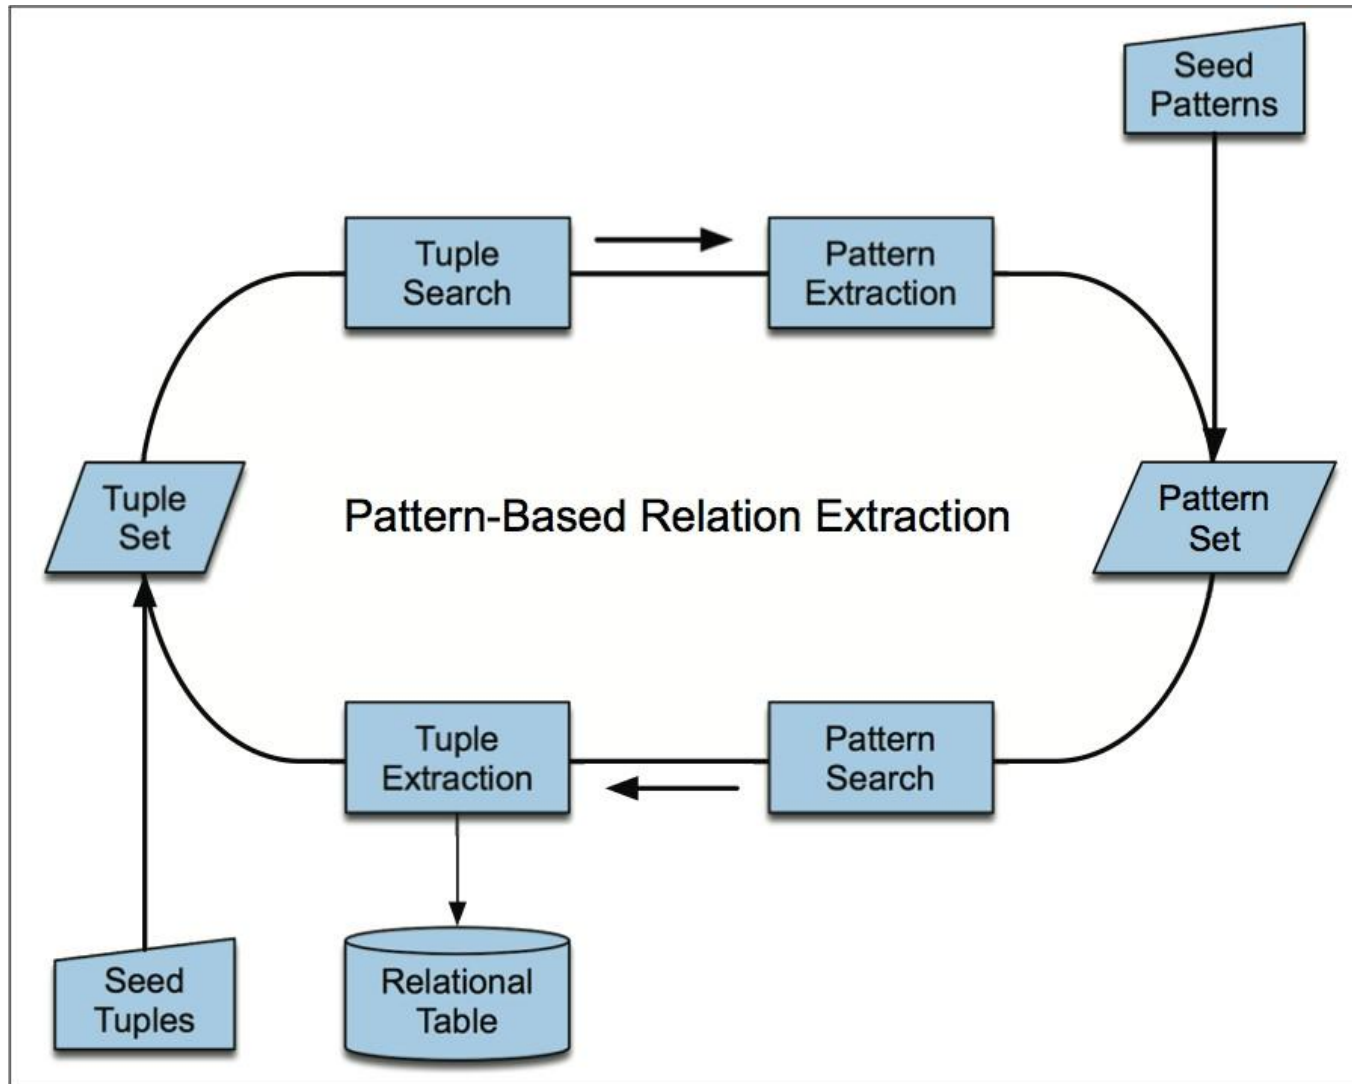 Seed
Patterns
Tuple
Search
Pattern
Extraction
Tuple
Set
Pattern-Based Relation Extraction
Pattern
Set
Tuple
Extraction
Pattern
Search
Seed
Tuples
Relational
Table